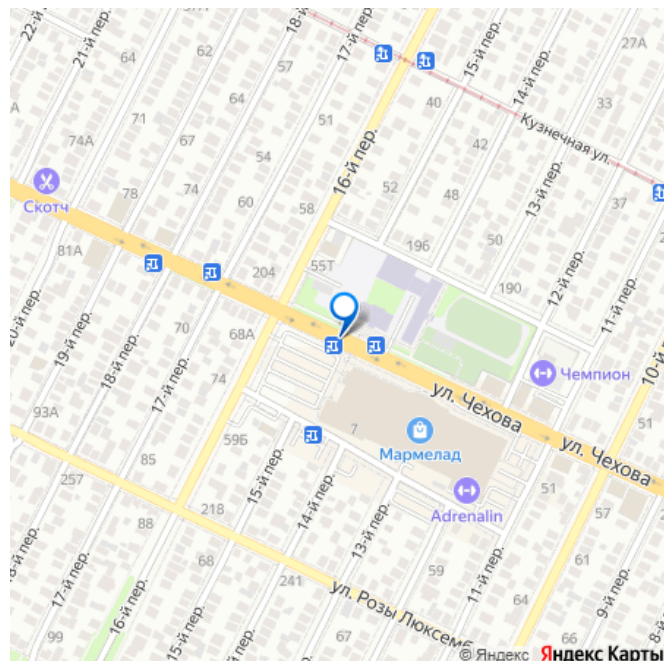 22-й пер.
21-й пер.
64
62
57
18-й пер.
17-й пер.
15-й пер.
14-й пер.
27А
33
40
42
Кузнечная ул.
71
67
54
51
16-й пер.
74А
52
48
13-й пер.
37
Скотч
78
74
60
58
196
50
12-й пер.
11-й пер.
81А
204
55Т
190
70
68А
19-й пер.
18-й пер.
17-й пер.
74
Чемпион
ул. Чехова
ул. Чехова
93А
59Б
7
Мармелад
51
257
85
15-й пер.
14-й пер.
Adrenalin
51
57
88
218
68
241
13-й пер.
59
11-й пер.
61
17-й пер.
16-й пер.
15-й пер.
ул. Розы Люксемб
64
9-й пер.
99
67
66
© Яндекс Яндекс Карты